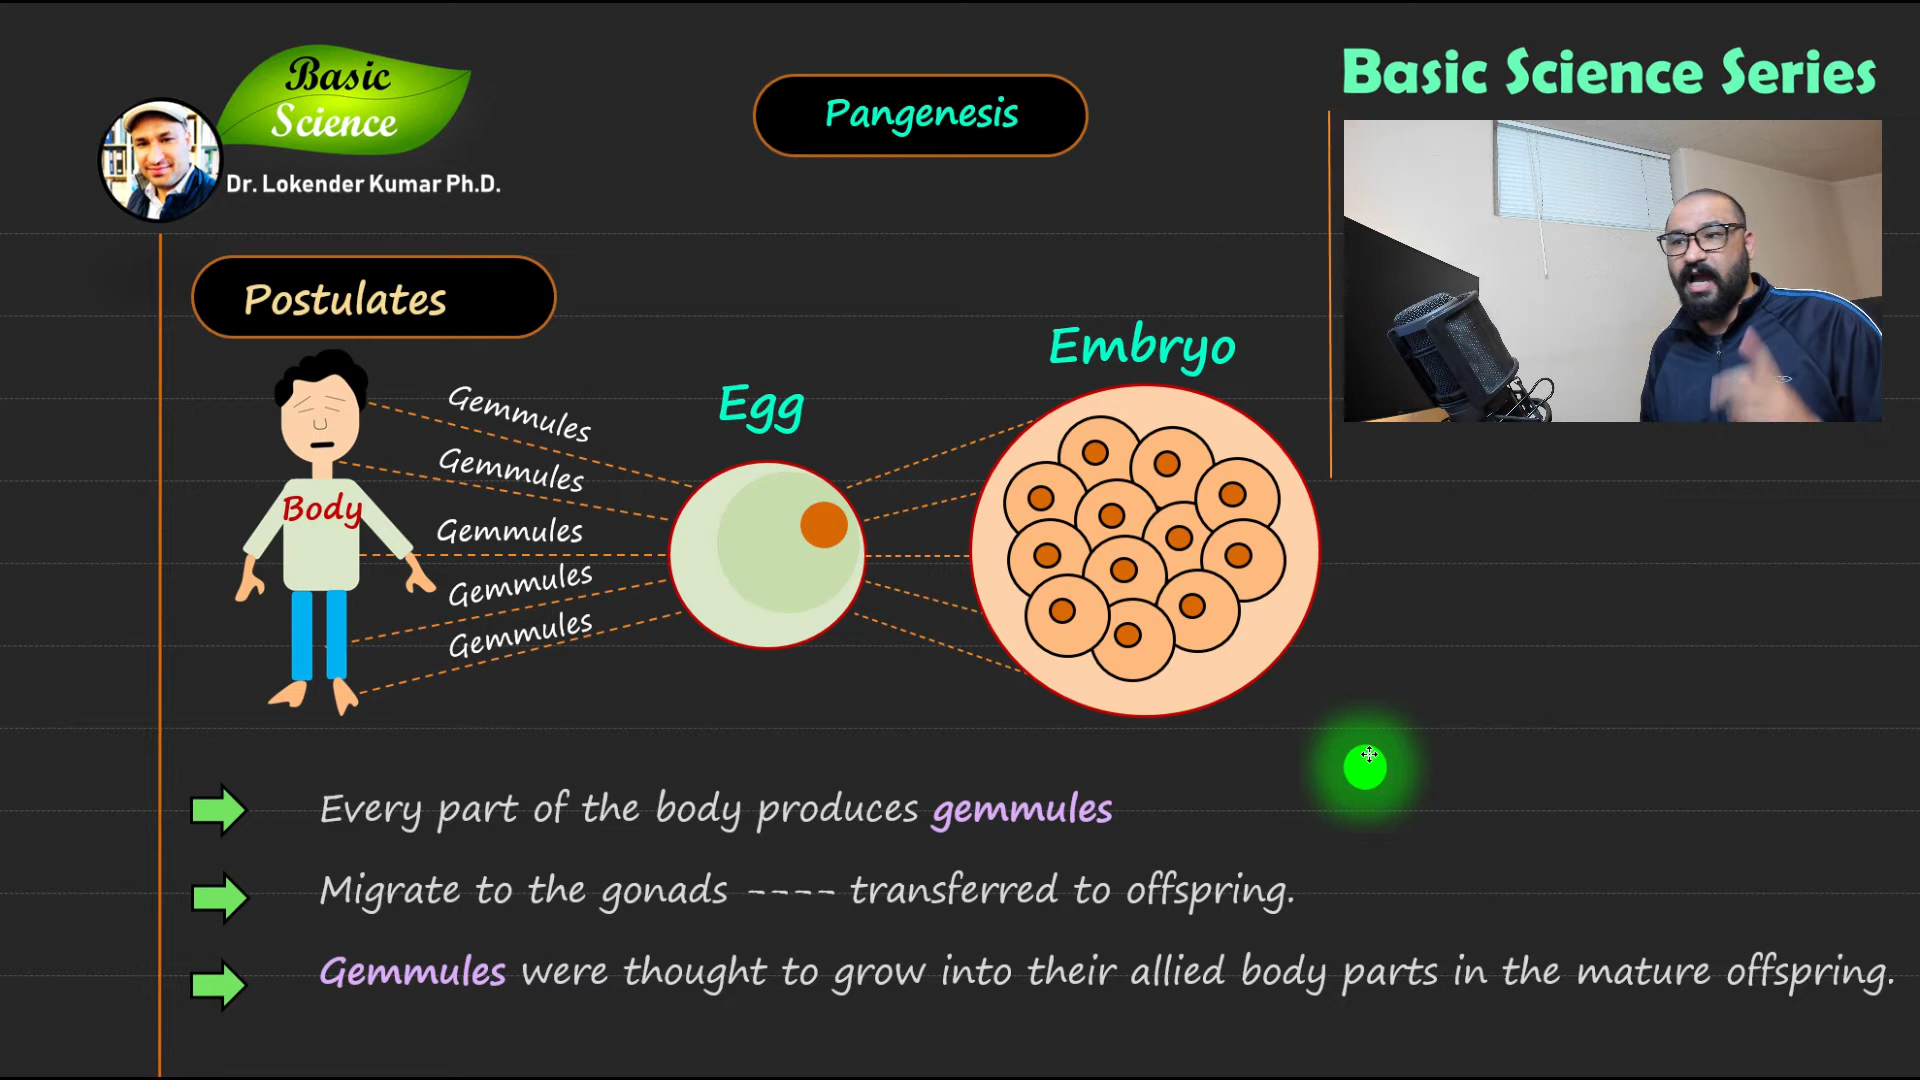 Basic
Science
Dr. Lokender Kumar Ph.D.
Pangenesis
Basic Science Series
Postulates
Embryo
Egg
Gemmules
Gemmules
Body
Gemmules
Gemmules
Gemmules
Every part of the body produces gemmules
Migrate to the gonads ---- transferred to offspring.
Gemmules were thought to grow into their allied body parts in the mature offspring.